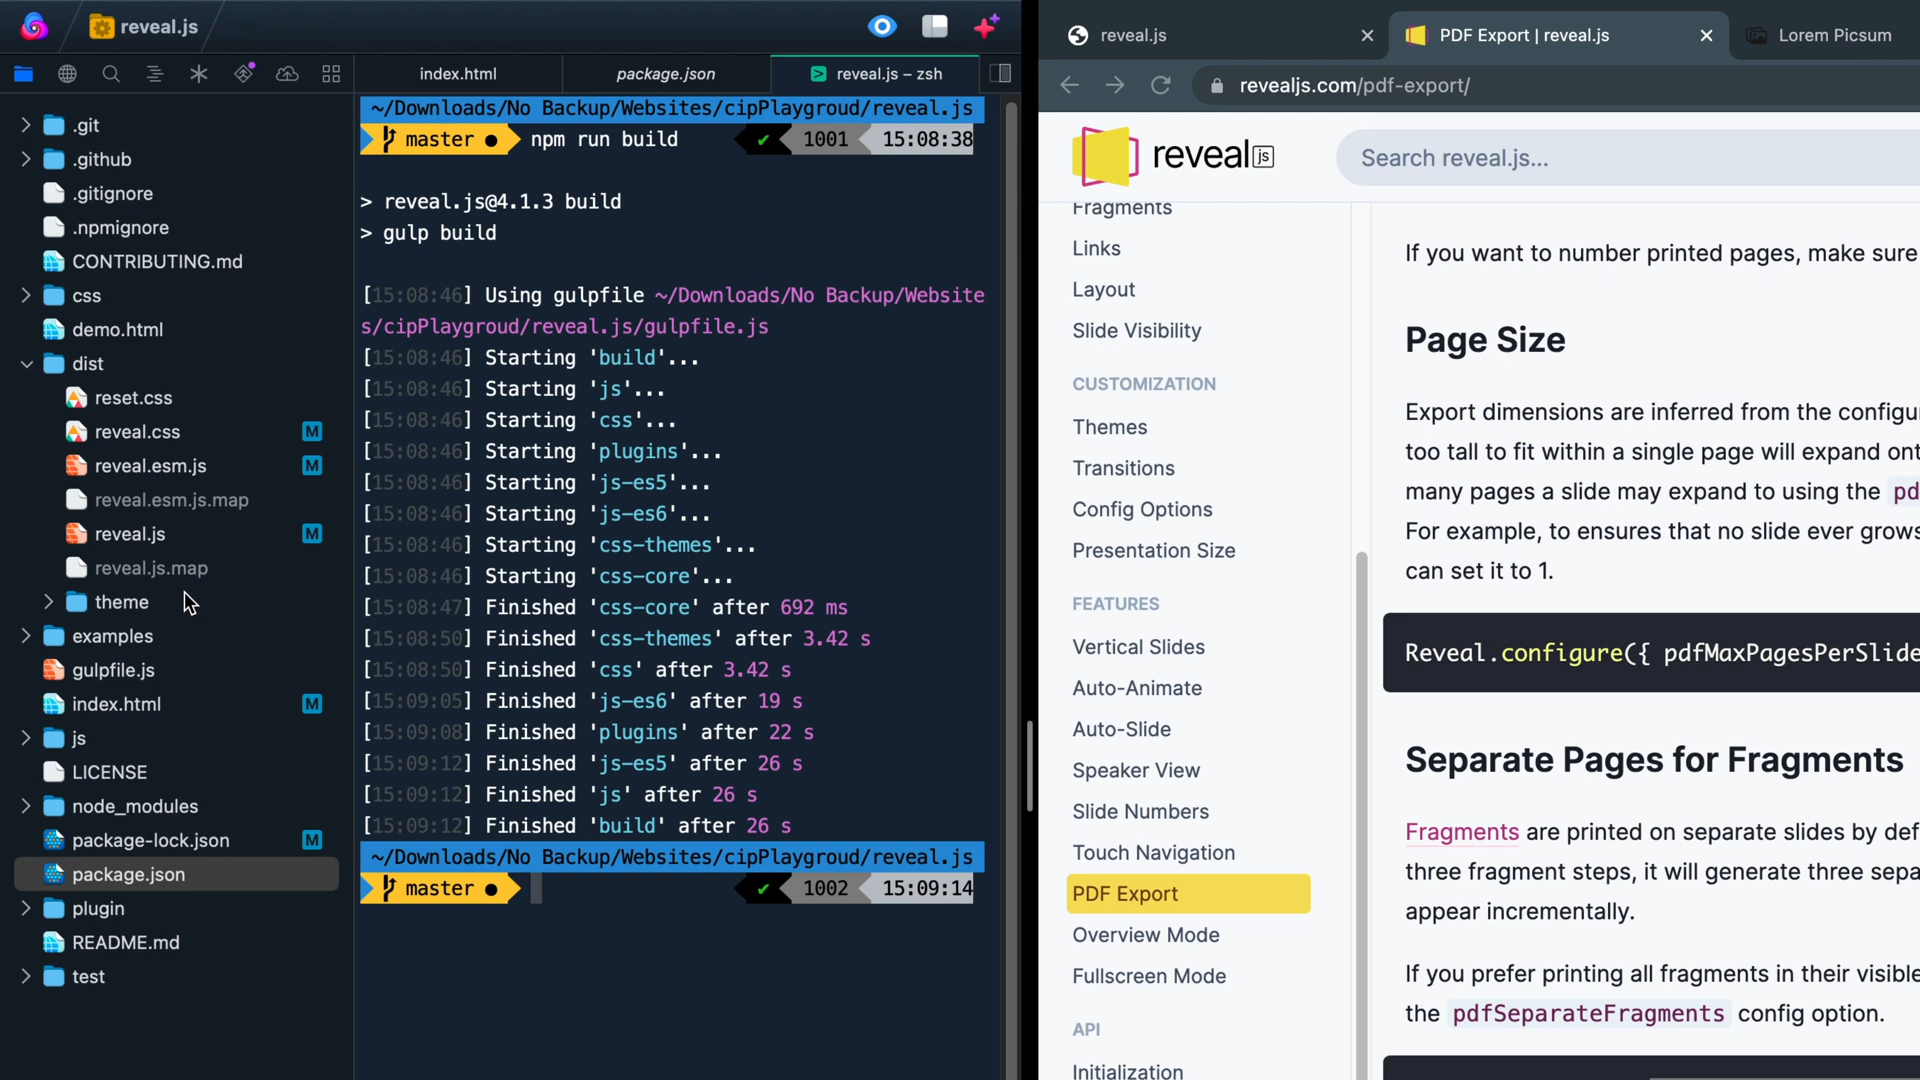 reveal.js
index.html
package.json
reveal.js – zsh
.git
.github
.gitignore
.npmignore
CONTRIBUTING.md
css
demo.html
dist
reset.css
reveal.css M
reveal.esm.js M
reveal.esm.js.map
reveal.js M
reveal.js.map
theme
examples
gulpfile.js
index.html M
js
LICENSE
node_modules
package-lock.json M
package.json
plugin
README.md
test
~/Downloads/No Backup/Websites/cipPlaygroud/reveal.js
master ● npm run build ✔ 1001 15:08:38
> reveal.js@4.1.3 build
> gulp build
[15:08:46] Using gulpfile ~/Downloads/No Backup/Website
s/cipPlaygroud/reveal.js/gulpfile.js
[15:08:46] Starting 'build'...
[15:08:46] Starting 'js'...
[15:08:46] Starting 'css'...
[15:08:46] Starting 'plugins'...
[15:08:46] Starting 'js-es5'...
[15:08:46] Starting 'js-es6'...
[15:08:46] Starting 'css-themes'...
[15:08:46] Starting 'css-core'...
[15:08:47] Finished 'css-core' after 692 ms
[15:08:50] Finished 'css-themes' after 3.42 s
[15:08:50] Finished 'css' after 3.42 s
[15:09:05] Finished 'js-es6' after 19 s
[15:09:08] Finished 'plugins' after 22 s
[15:09:12] Finished 'js-es5' after 26 s
[15:09:12] Finished 'js' after 26 s
[15:09:12] Finished 'build' after 26 s
~/Downloads/No Backup/Websites/cipPlaygroud/reveal.js
master ● ✔ 1002 15:09:14
reveal.js
PDF Export | reveal.js
Lorem Picsum
revealjs.com/pdf-export/
reveal js
Search reveal.js...
Fragments
Links
Layout
Slide Visibility
CUSTOMIZATION
Themes
Transitions
Config Options
Presentation Size
FEATURES
Vertical Slides
Auto-Animate
Auto-Slide
Speaker View
Slide Numbers
Touch Navigation
PDF Export
Overview Mode
Fullscreen Mode
API
Initialization
If you want to number printed pages, make sure
Page Size
Export dimensions are inferred from the configu
too tall to fit within a single page will expand ont
many pages a slide may expand to using the pd
For example, to ensures that no slide ever grows
can set it to 1.
Reveal.configure({ pdfMaxPagesPerSlide
Separate Pages for Fragments
Fragments are printed on separate slides by def
three fragment steps, it will generate three sepa
appear incrementally.
If you prefer printing all fragments in their visible
the pdfSeparateFragments config option.